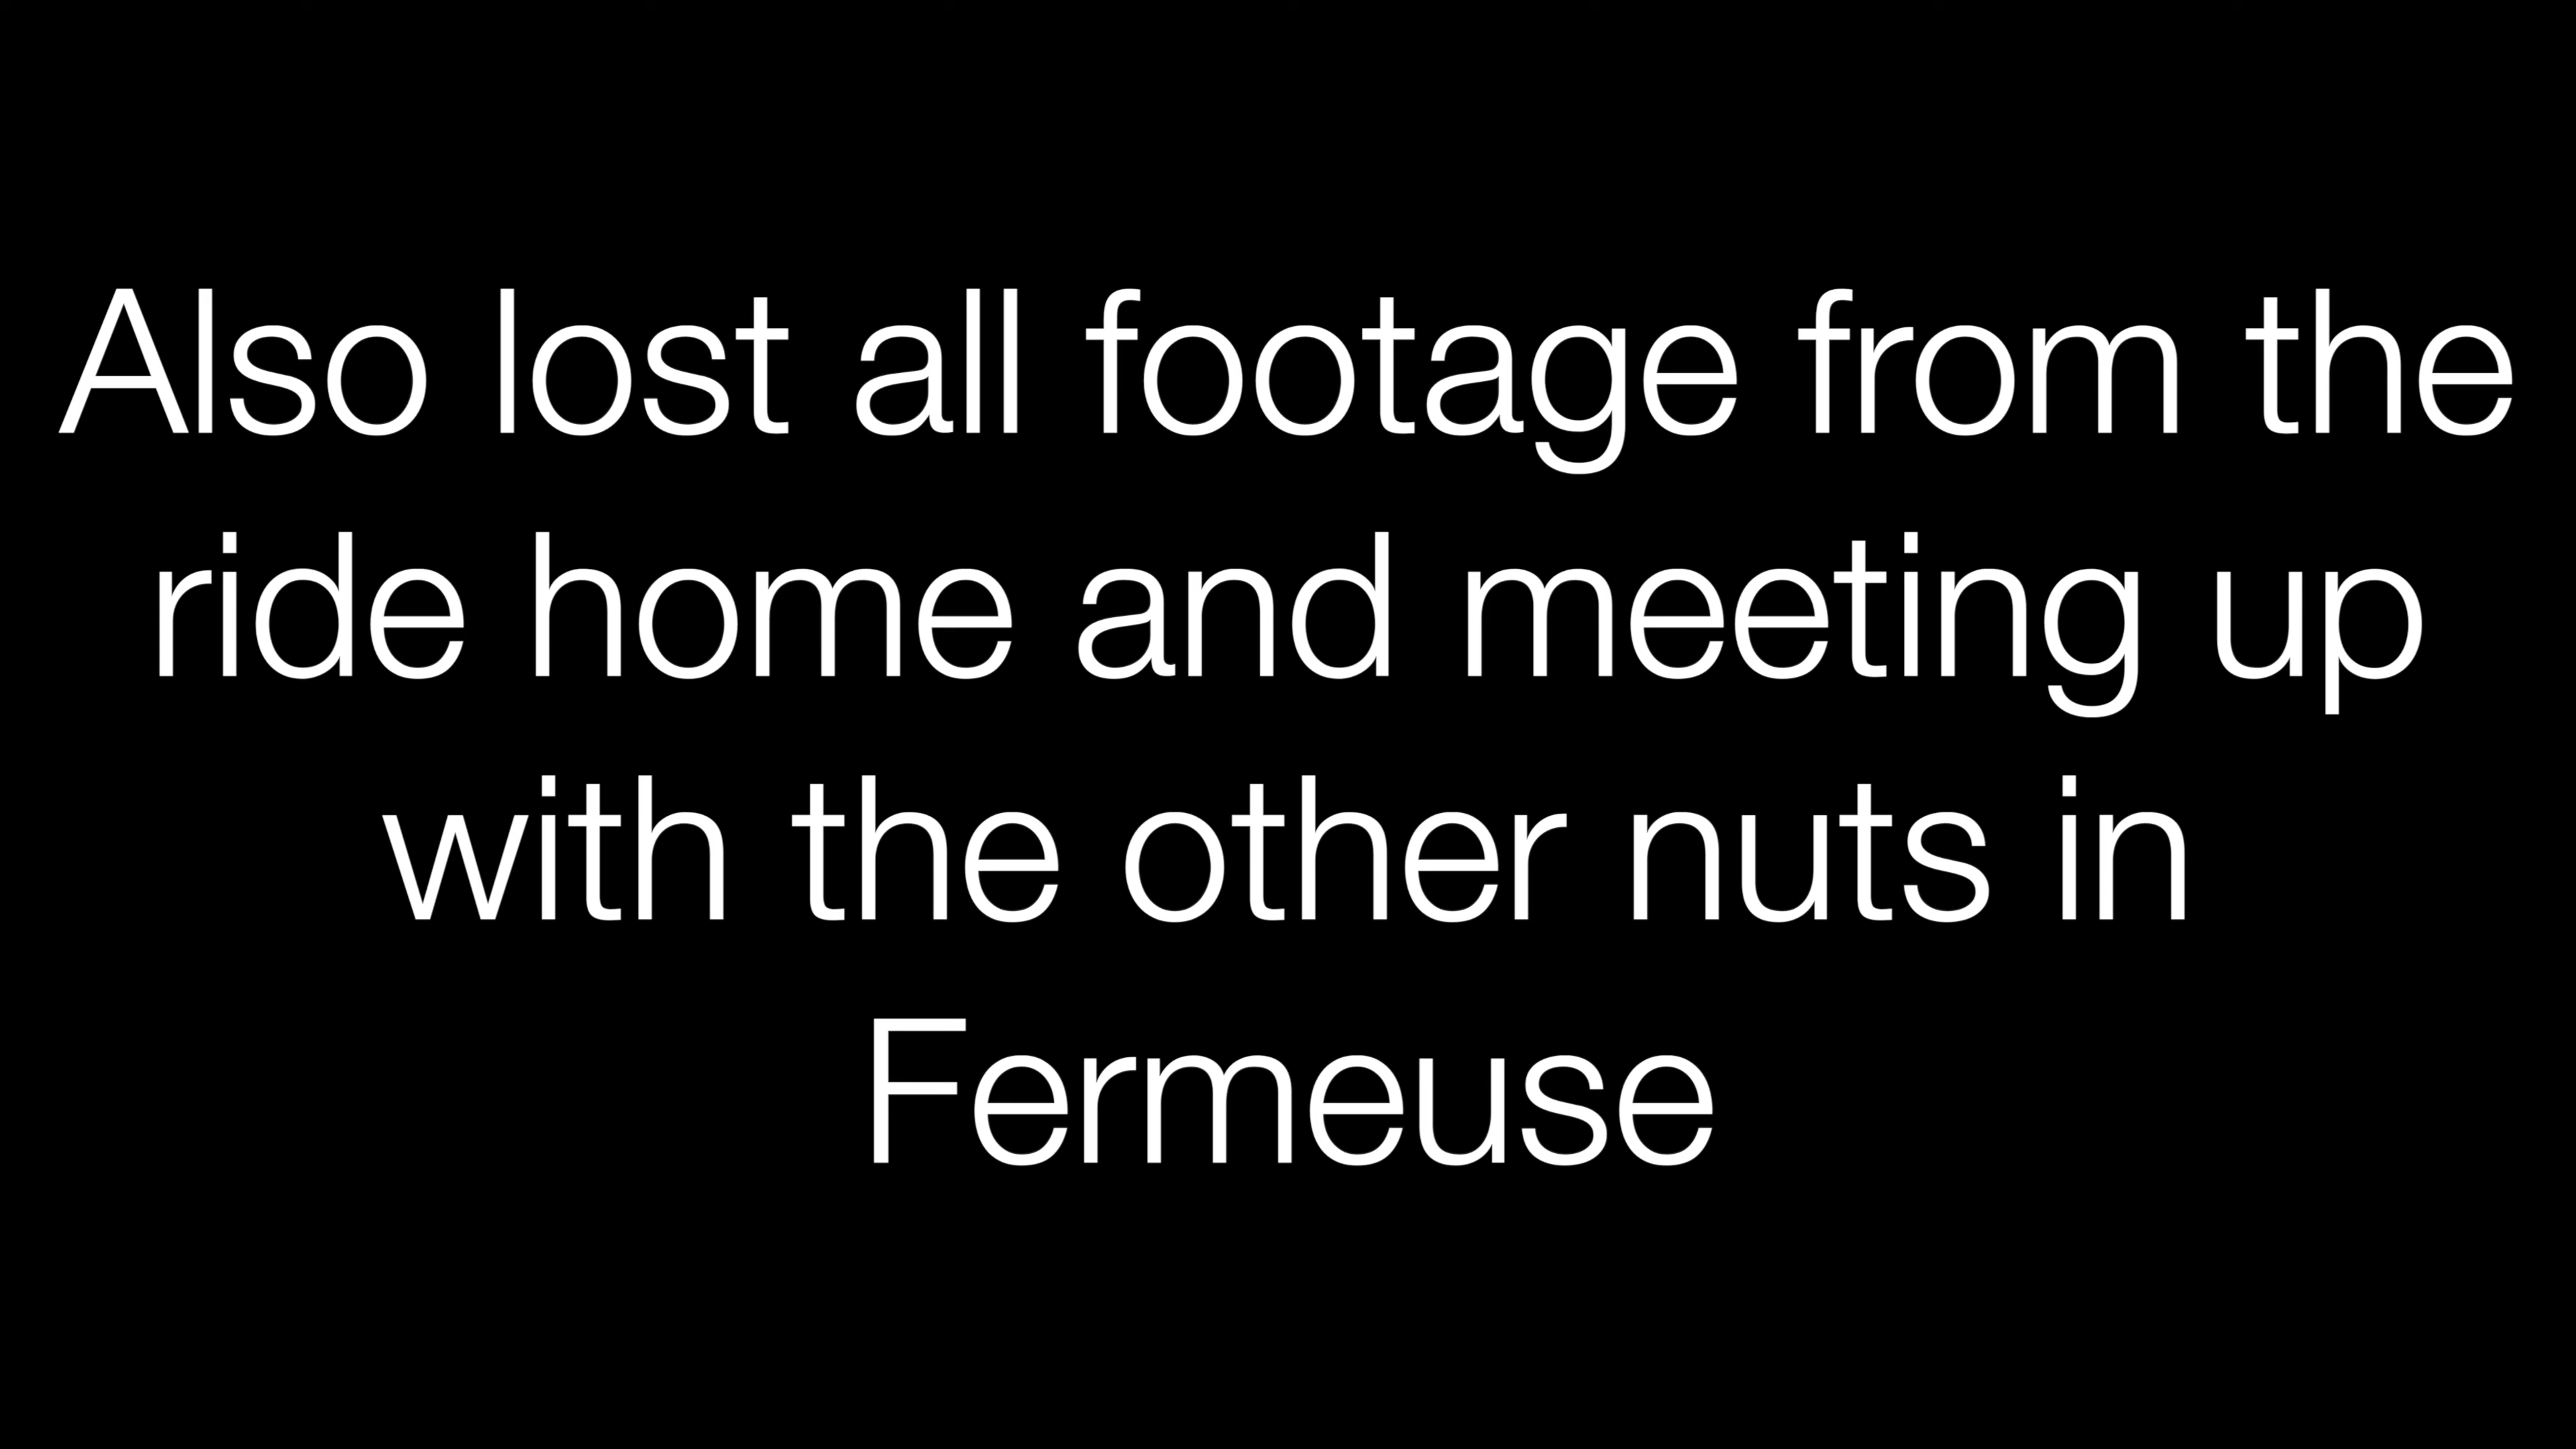 Also lost all footage from the
ride home and meeting up
with the other nuts in
Fermeuse